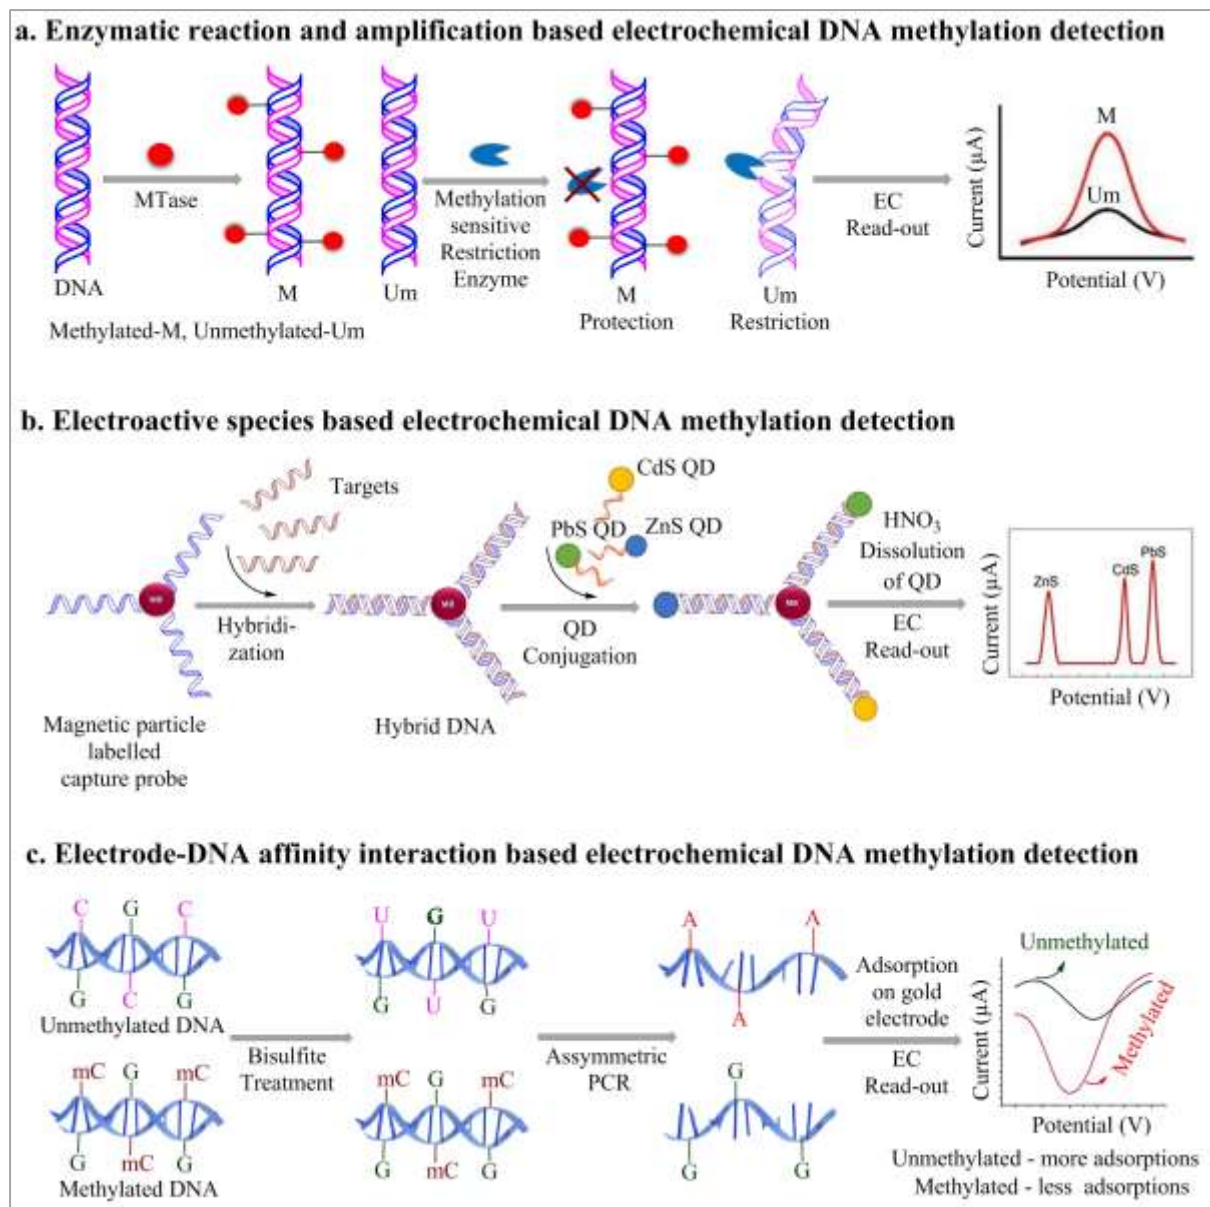 a. Enzymatic reaction and amplification based electrochemical DNA methylation detection
MTase
DNA
M
Um
Methylation
sensitive
Restriction
Enzyme
M
Protection
Um
Restriction
EC
Read-out
Current (µA)
M
Um
Potential (V)
Methylated-M, Unmethylated-Um
b. Electroactive species based electrochemical DNA methylation detection
Targets
Hybridi-
zation
Magnetic particle
labelled
capture probe
Hybrid DNA
CdS QD
PbS QD
ZnS QD
QD
Conjugation
HNO₃
Dissolution
of QD
EC
Read-out
Current (µA)
ZnS
CdS
PbS
Potential (V)
c. Electrode-DNA affinity interaction based electrochemical DNA methylation detection
C G C
G C G
Unmethylated DNA
mC G mC
G mC G
Methylated DNA
Bisulfite
Treatment
U G U
G U G
mC G mC
G mC G
Assymmetric
PCR
A A
A
G
G G
Adsorption
on gold
electrode
EC
Read-out
Unmethylated
Methylated
Current (µA)
Potential (V)
Unmethylated - more adsorptions
Methylated - less adsorptions